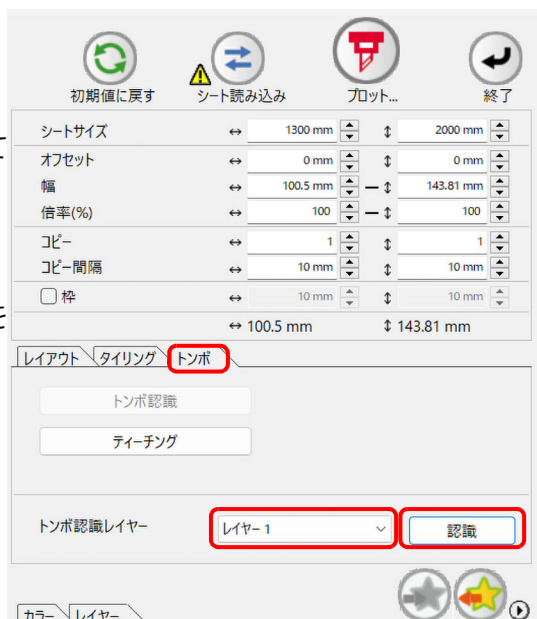 初期値に戻す シート読み込み プロット... 終了
シートサイズ ↔ 1300 mm ↕ 2000 mm
オフセット ↔ 0 mm ↕ 0 mm
幅 ↔ 100.5 mm ↕ 143.81 mm
倍率(%) ↔ 100 ↕ 100
コピー ↔ 1 ↕ 1
コピー間隔 ↔ 10 mm ↕ 10 mm
枠 ↔ 10 mm ↕ 10 mm
↔ 100.5 mm ↕ 143.81 mm
レイアウト タイリング トンボ
トンボ認識
ティーチング
トンボ認識レイヤー レイヤー 1 認識
カラー レイヤー